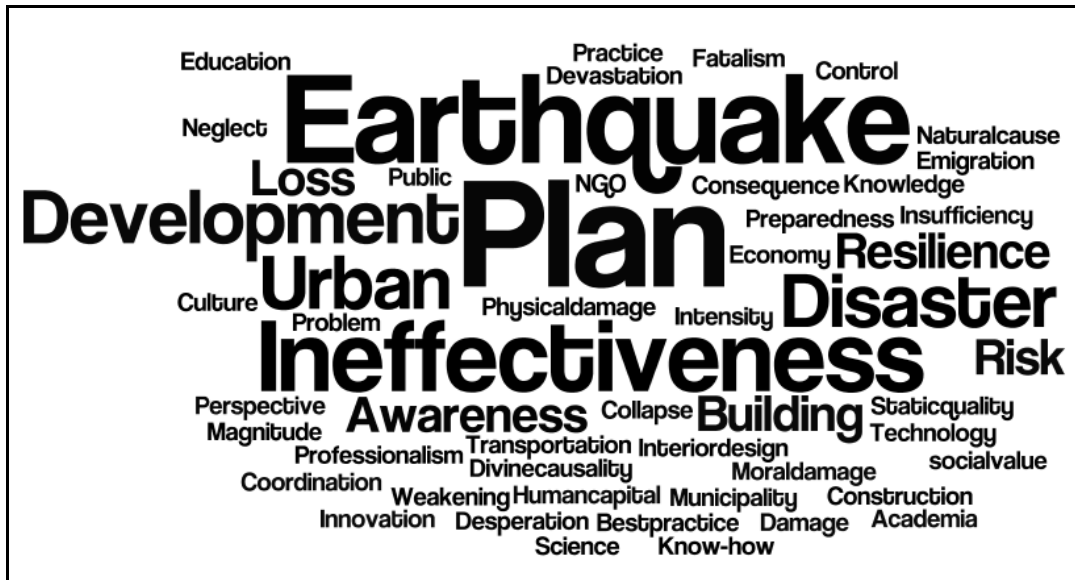 Practice
Education Devastation Fatalism Control
Neglect Earthquake Naturalcause
Emigration
Loss Public NGO Consequence Knowledge
Development Plan Preparedness Insufficiency
Urban Economy Resilience
Culture Physicaldamage Intensity Disaster
Problem
Ineffectiveness Risk
Perspective Awareness Collapse Building Staticquality
Magnitude Technology
Professionalism Transportation Interiordesign socialvalue
Coordination Divinecausality Moraldamage
Weakening Humancapital Municipality Construction
Innovation Desperation Bestpractice Damage Academia
Science Know-how